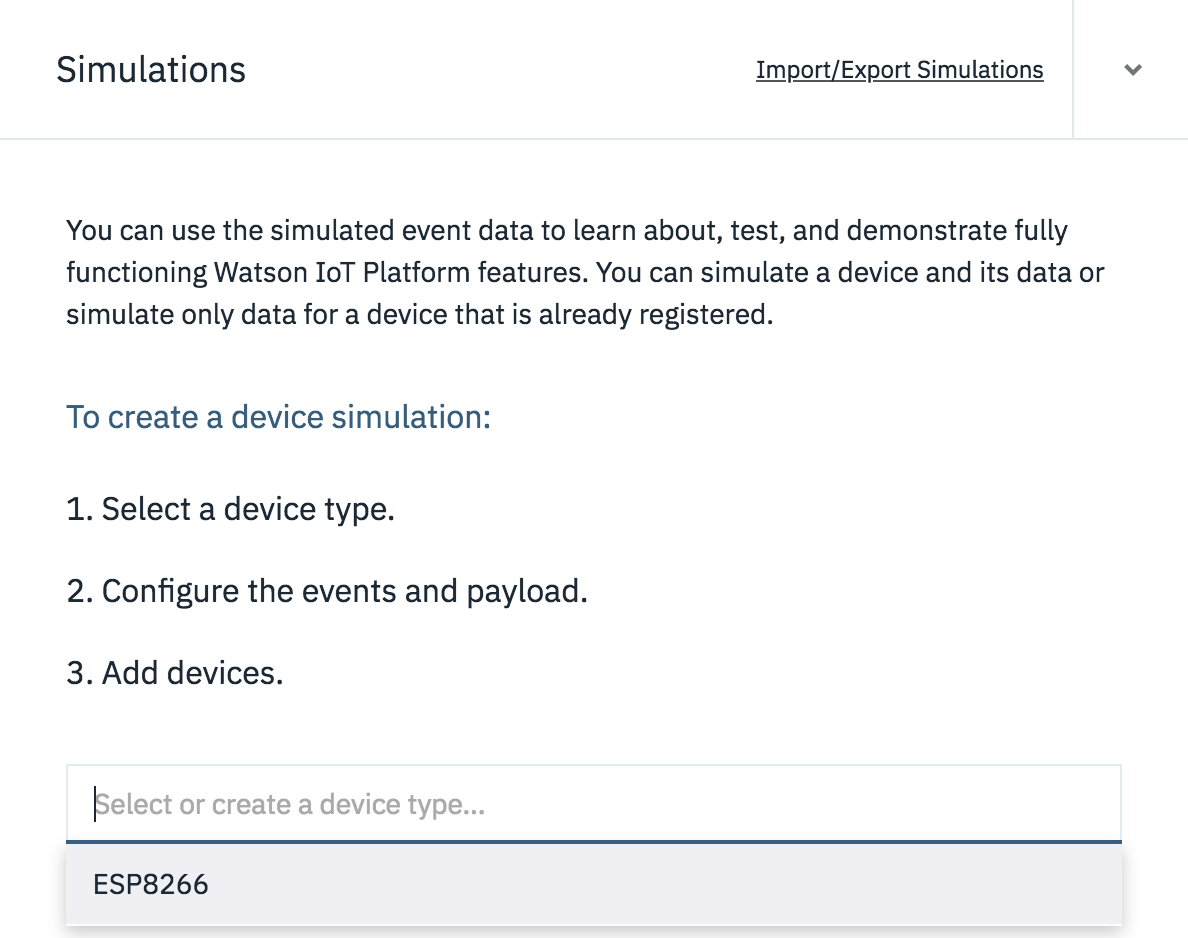 Simulations
Import/Export Simulations
You can use the simulated event data to learn about, test, and demonstrate fully
functioning Watson IoT Platform features. You can simulate a device and its data or
simulate only data for a device that is already registered.
To create a device simulation:
1. Select a device type.
2. Configure the events and payload.
3. Add devices.
Select or create a device type...
ESP8266